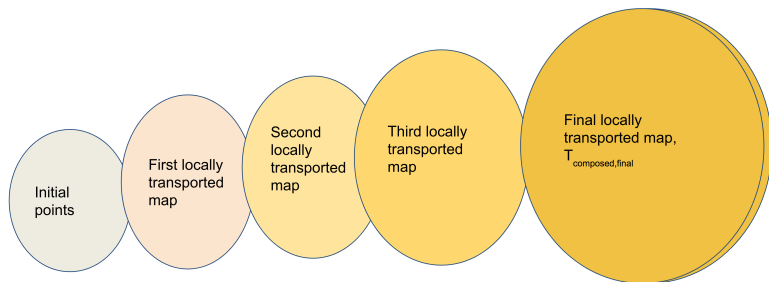 Initial
points
First locally
transported
map
Second
locally
transported
map
Third locally
transported
map
Final locally
transported map,
T composed,final